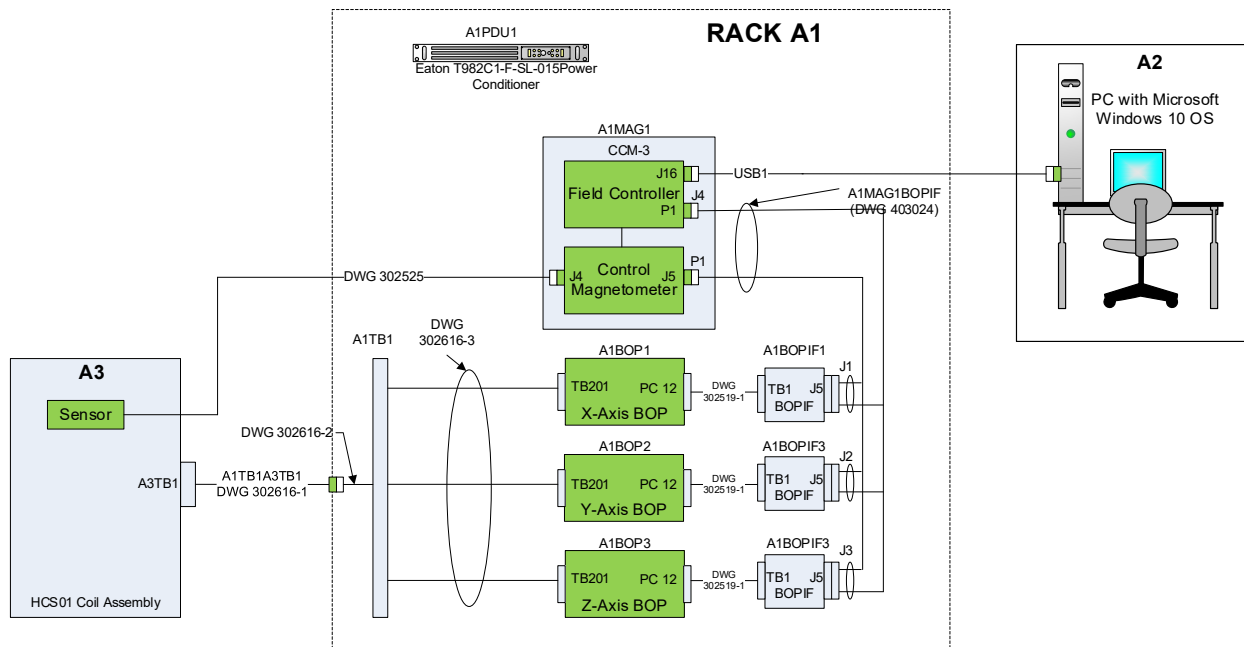 RACK A1
A1PDU1
Eaton T982C1-F-SL-015Power
Conditioner
A2
PC with Microsoft
Windows 10 OS
A1MAG1
CCM-3
J16
Field Controller
P1
J4
USB1
A1MAG1BOPIF
(DWG 403024)
J4
Control
Magnetometer
J5
P1
DWG 302525
A1TB1
DWG
302616-3
A3
Sensor
A3TB1
HCS01 Coil Assembly
A1TB1A3TB1
DWG 302616-1
DWG 302616-2
A1BOP1
TB201
PC 12
X-Axis BOP
DWG
302519-1
A1BOPIF1
TB1
J5
BOPIF
J1
A1BOP2
TB201
PC 12
Y-Axis BOP
DWG
302519-1
A1BOPIF3
TB1
J5
BOPIF
J2
A1BOP3
TB201
PC 12
Z-Axis BOP
DWG
302519-1
A1BOPIF3
TB1
J5
BOPIF
J3